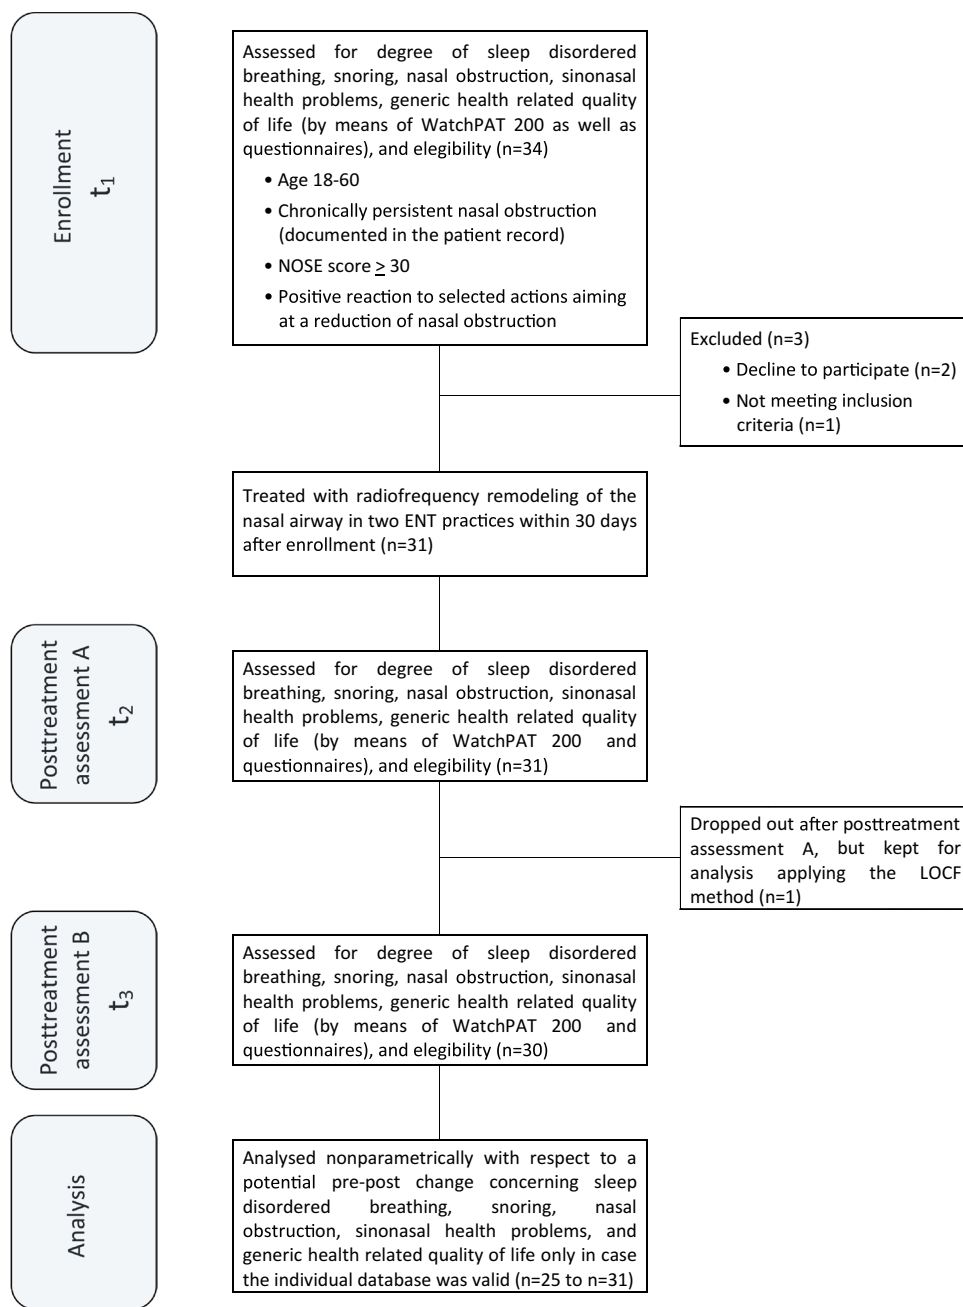 Enrollment
t1
Assessed for degree of sleep disordered
breathing, snoring, nasal obstruction, sinonasal
health problems, generic health related quality
of life (by means of WatchPAT 200 as well as
questionnaires), and elegibility (n=34)
• Age 18-60
• Chronically persistent nasal obstruction
(documented in the patient record)
• NOSE score ≥ 30
• Positive reaction to selected actions aiming
at a reduction of nasal obstruction
Excluded (n=3)
• Decline to participate (n=2)
• Not meeting inclusion
criteria (n=1)
Treated with radiofrequency remodeling of the
nasal airway in two ENT practices within 30 days
after enrollment (n=31)
Posttreatment
assessment A
t2
Assessed for degree of sleep disordered
breathing, snoring, nasal obstruction, sinonasal
health problems, generic health related quality
of life (by means of WatchPAT 200 and
questionnaires), and elegibility (n=31)
Dropped out after posttreatment
assessment A, but kept for
analysis applying the LOCF
method (n=1)
Posttreatment
assessment B
t3
Assessed for degree of sleep disordered
breathing, snoring, nasal obstruction, sinonasal
health problems, generic health related quality
of life (by means of WatchPAT 200 and
questionnaires), and elegibility (n=30)
Analysis
Analysed nonparametrically with respect to a
potential pre-post change concerning sleep
disordered breathing, snoring, nasal
obstruction, sinonasal health problems, and
generic health related quality of life only in case
the individual database was valid (n=25 to n=31)